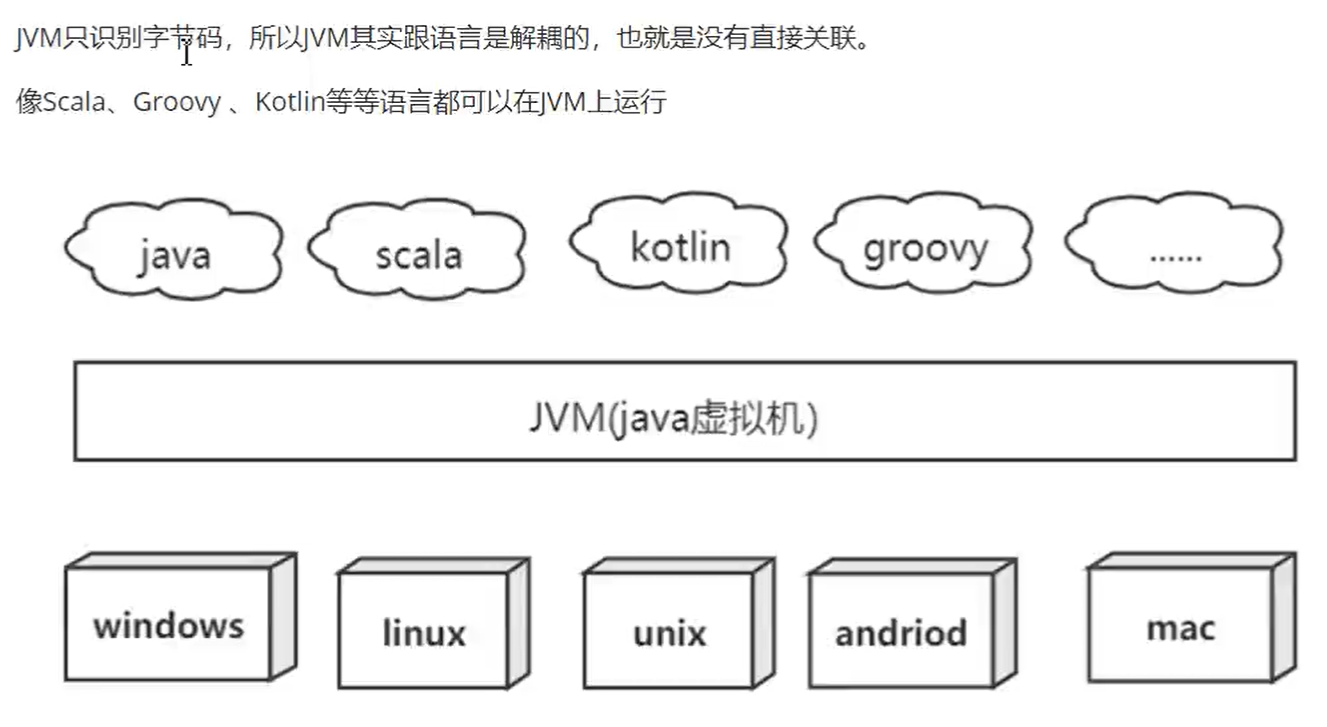 JVM只识别字节码，所以JVM其实跟语言是解耦的，也就是没有直接关联。
像Scala、Groovy 、Kotlin等等语言都可以在JVM上运行
java
scala
kotlin
groovy
......
JVM(java虚拟机)
windows
linux
unix
andriod
mac